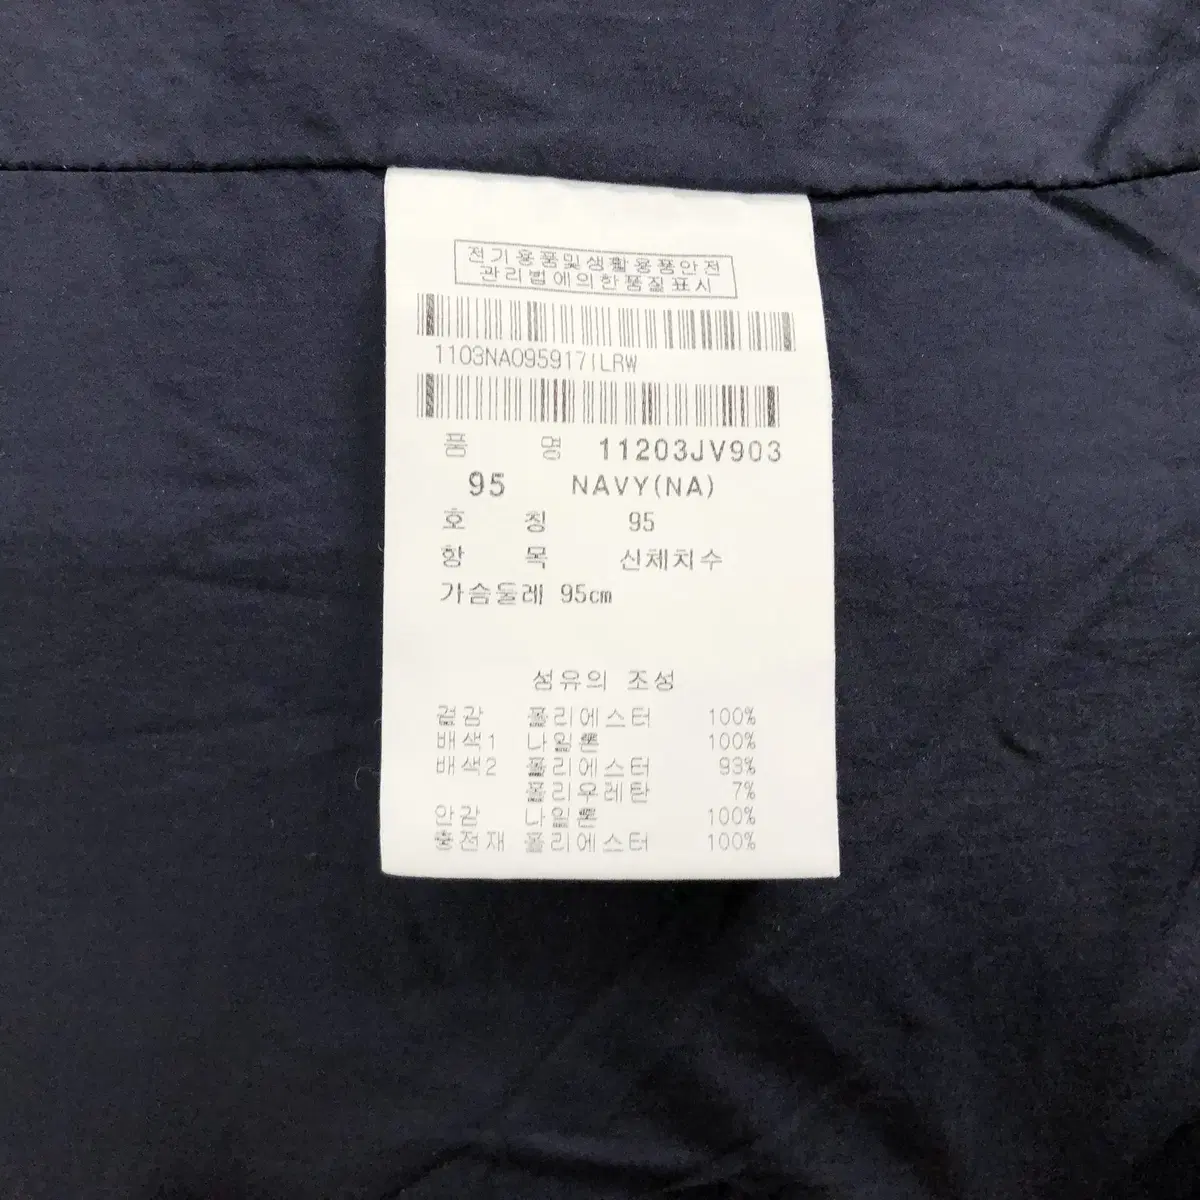 전기용품및생활용품안전
관리법에의한품질표시
1103NA095917ILRW
품 명 11203JV903
95 NAVY(NA)
호 칭 95
항 목 신체치수
가슴둘레 95cm
섬유의 조성
겉감 폴리에스터 100%
배색1 나일론 100%
배색2 폴리에스터 93%
폴리우레탄 7%
안감 나일론 100%
충전재 폴리에스터 100%